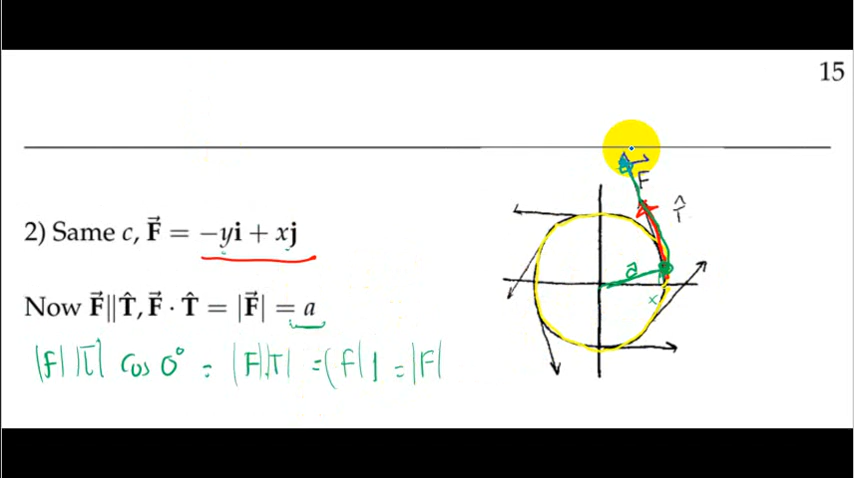 15
F
T̂
2) Same c, F⃗ = −yi + xj
a
x
Now F⃗∥T̂, F⃗ · T̂ = |F⃗| = a
|F| |T| cos 0° = |F| |T| = |F| 1 = |F|